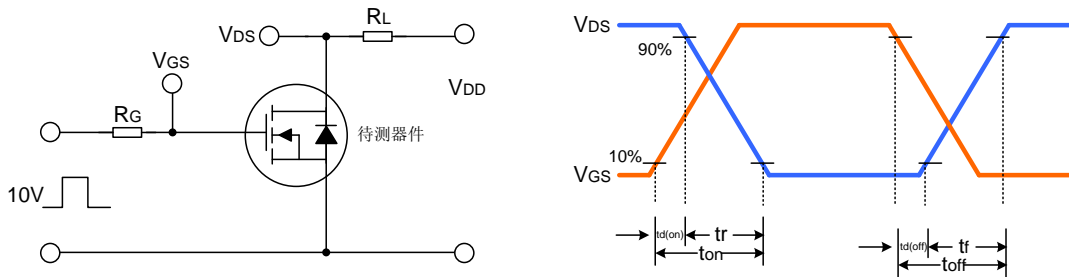 RL
VDS
VGS
VDD
RG
待测器件
10V
VDS
90%
10%
VGS
td(on)
tr
ton
td(off)
tf
toff